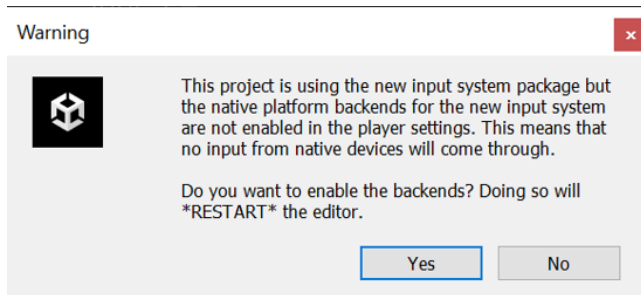 Warning
This project is using the new input system package but
the native platform backends for the new input system
are not enabled in the player settings. This means that
no input from native devices will come through.
Do you want to enable the backends? Doing so will
*RESTART* the editor.
Yes
No